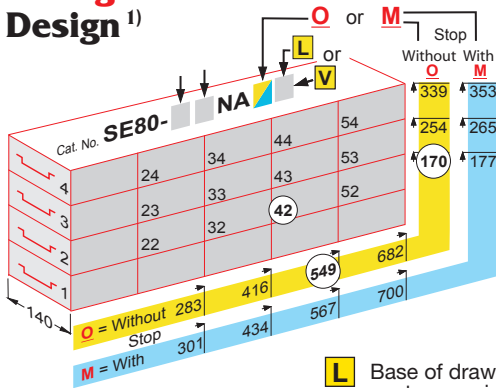 Design 1)
O or M
Stop
Without With
O M
L or
V
Cat. No. SE80- NA
339 353
254 265
170 177
54
44
34
24
53
43
33
23
52
42
32
22
4
3
2
1
140
O = Without 283 416 549 682
Stop
M = With 301 434 567 700
L Base of draw